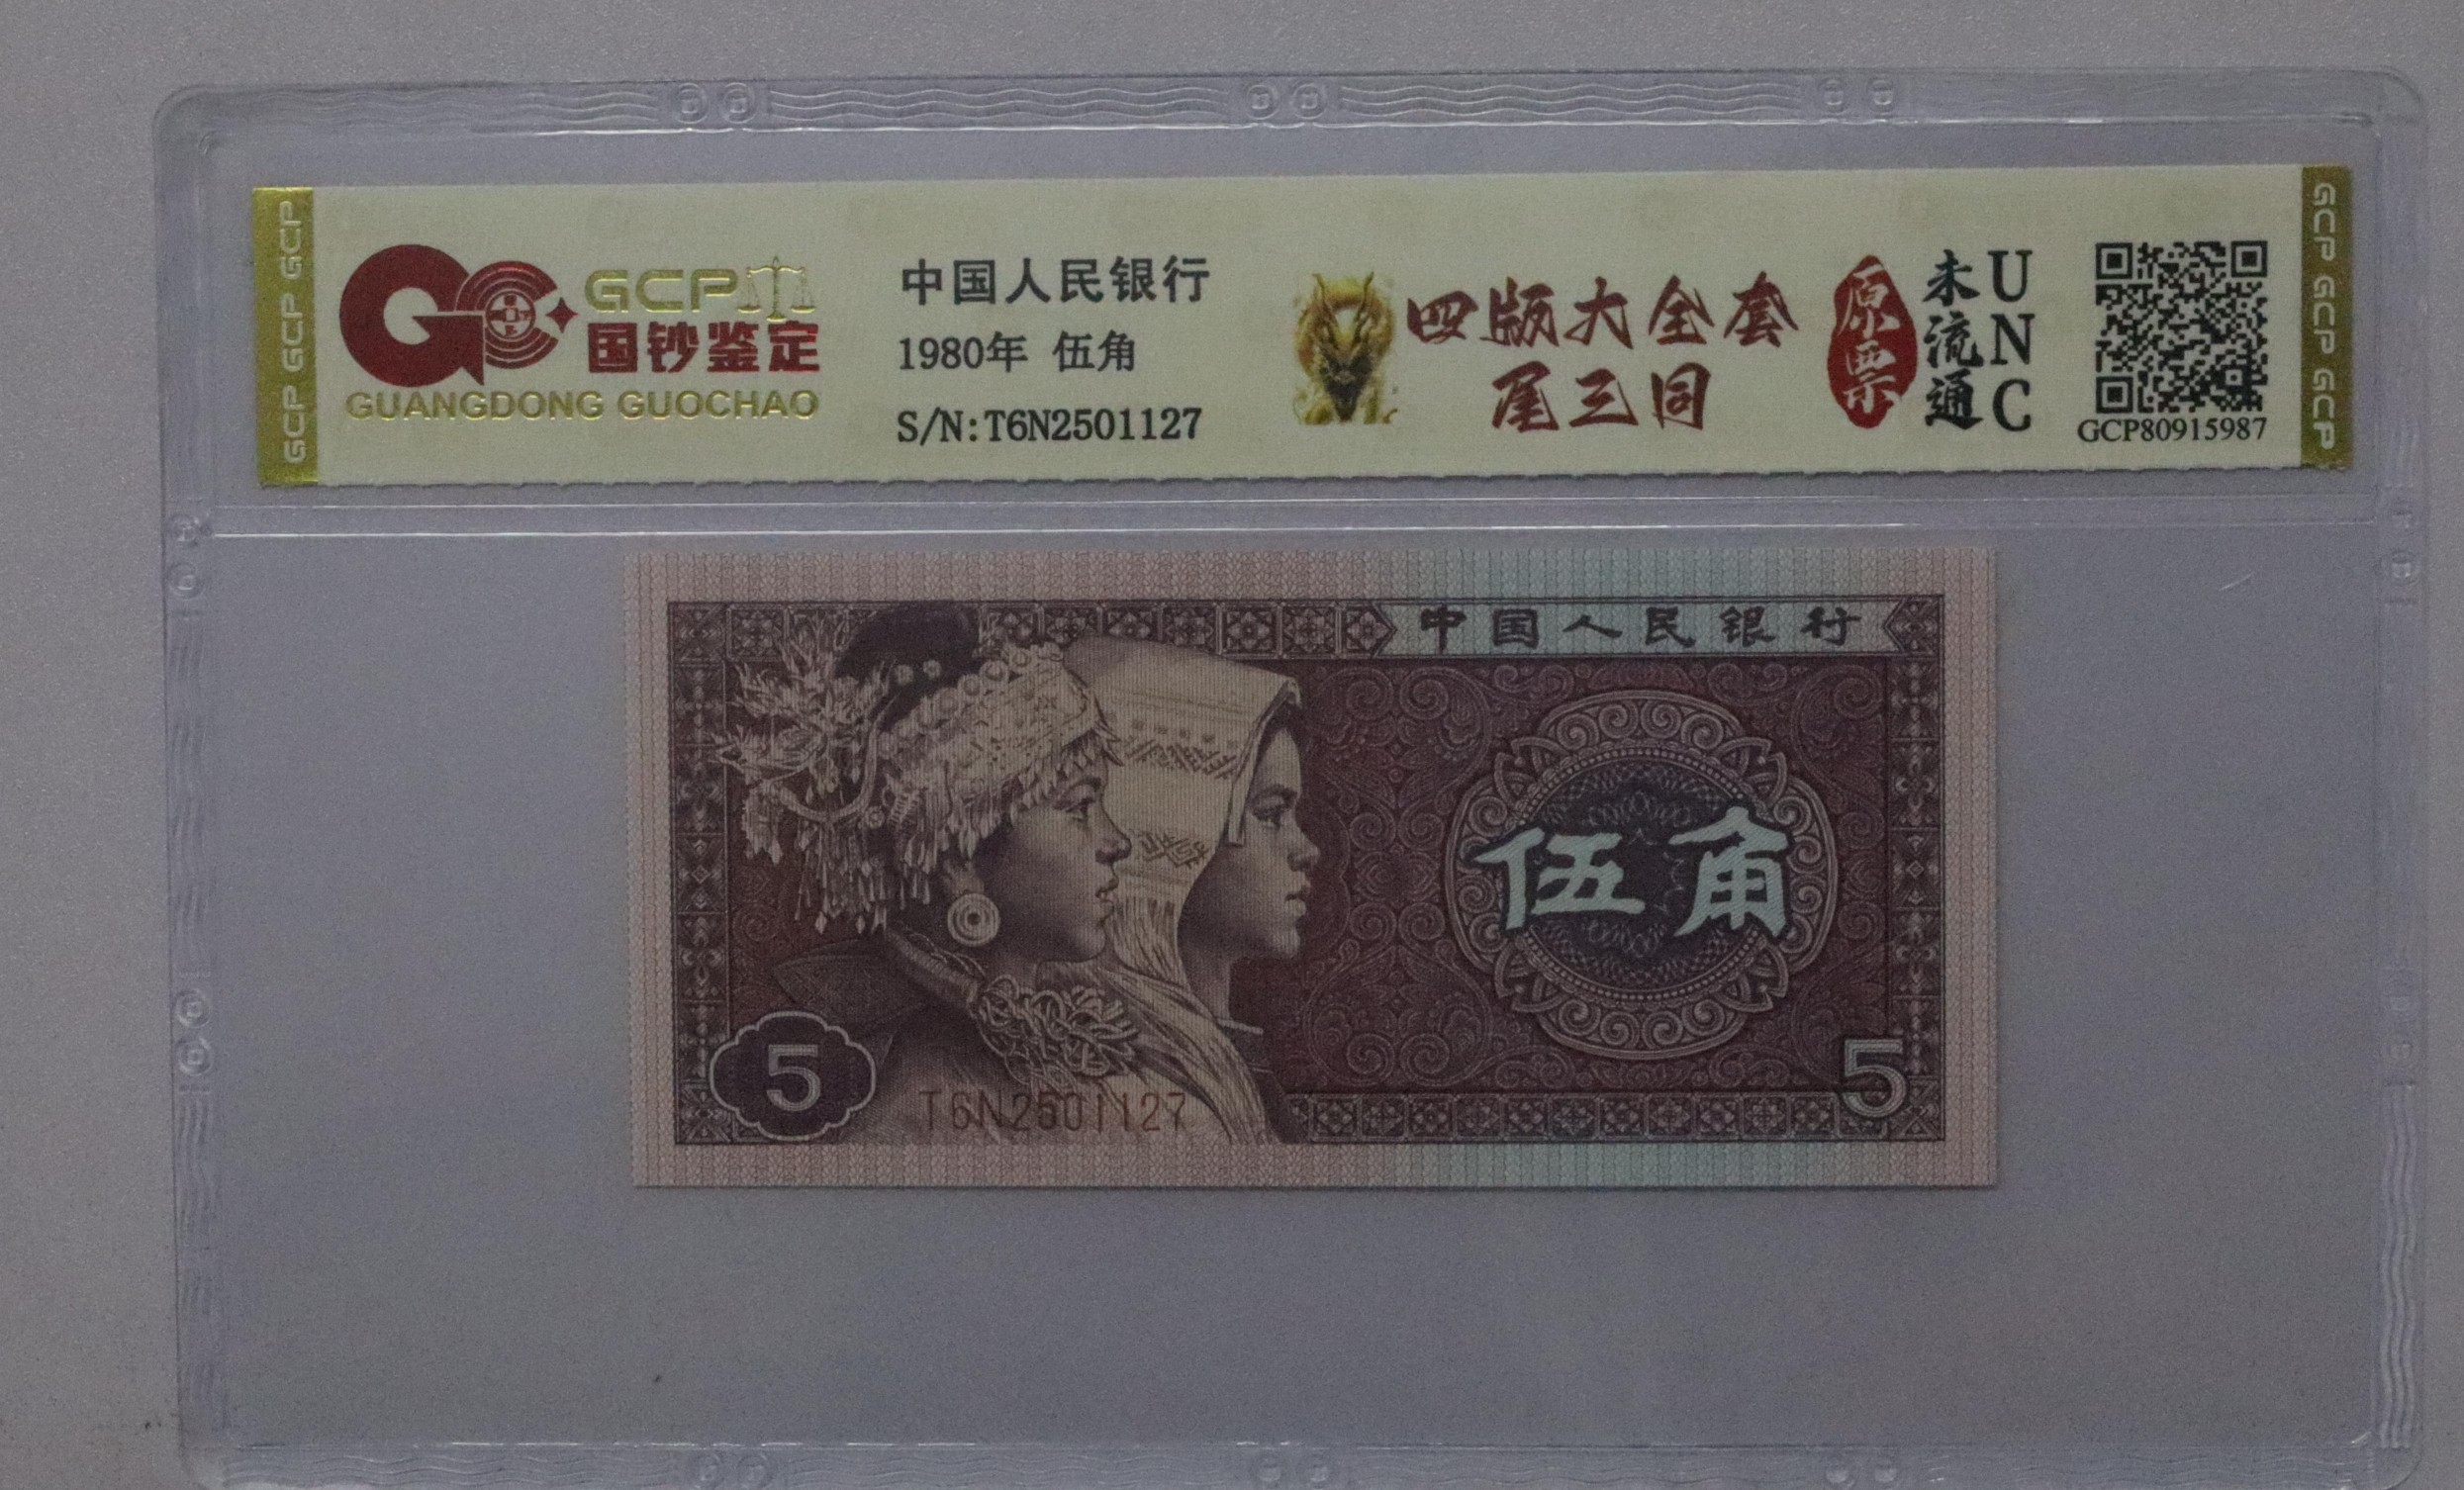 GCP GCP GCP
GCP
国钞鉴定
GUANGDONG GUOCHAO
中国人民银行
1980年 伍角
S/N:T6N2501127
四版大全套
尾三同
原票
未流通
UNC
GCP80915987
GCP GCP GCP GCP
中国人民银行
伍角
5
T6N2501127
5